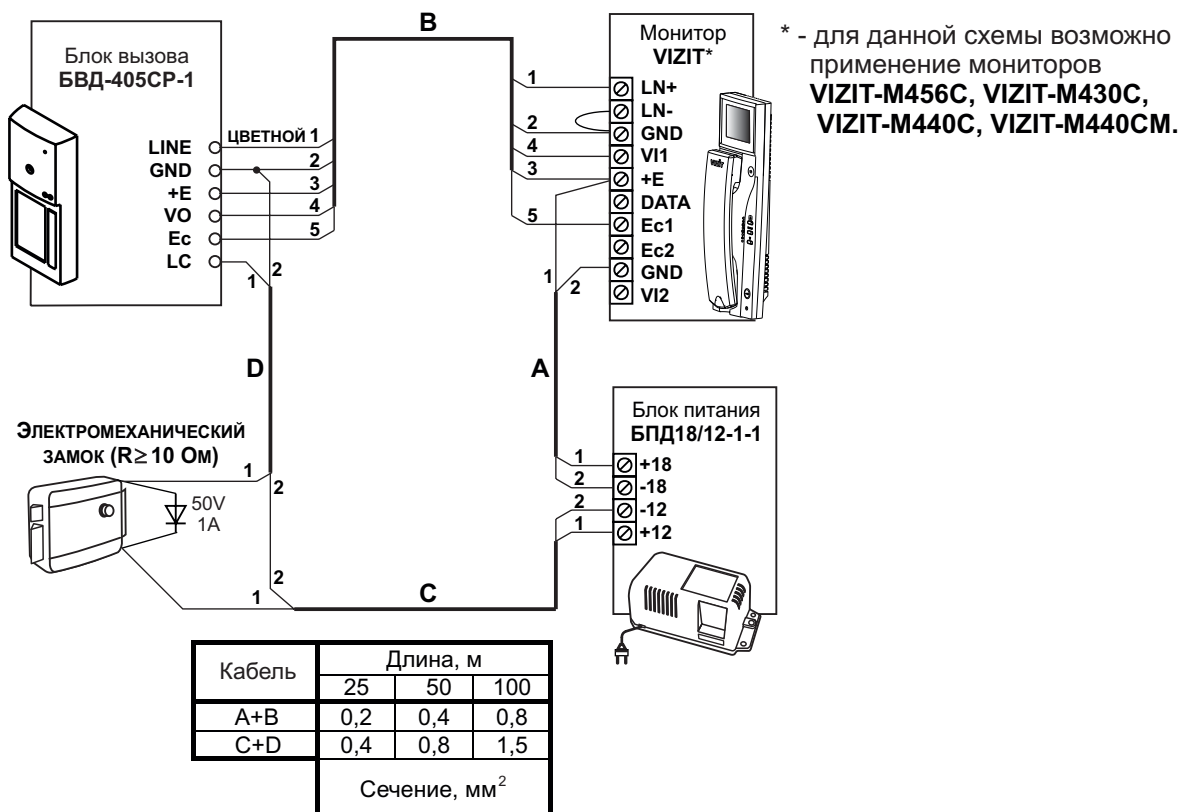 B
Блок вызова
БВД-405CP-1
LINE
GND
+E
VO
Ec
LC
ЦВЕТНОЙ 1
2
3
4
5
1
2
Монитор
VIZIT*
1
2
4
3
5
LN+
LN-
GND
VI1
+E
DATA
Ec1
Ec2
GND
VI2
1
2
* - для данной схемы возможно
применение мониторов
VIZIT-M456C, VIZIT-M430C,
VIZIT-M440C, VIZIT-M440CM.
D
A
ЭЛЕКТРОМЕХАНИЧЕСКИЙ
ЗАМОК (R≥10 ОМ)
1
2
50V
1A
2
1
C
Блок питания
БПД18/12-1-1
1
2
2
1
+18
-18
-12
+12
Кабель Длина, м
25 50 100
A+B 0,2 0,4 0,8
C+D 0,4 0,8 1,5
Сечение, мм²